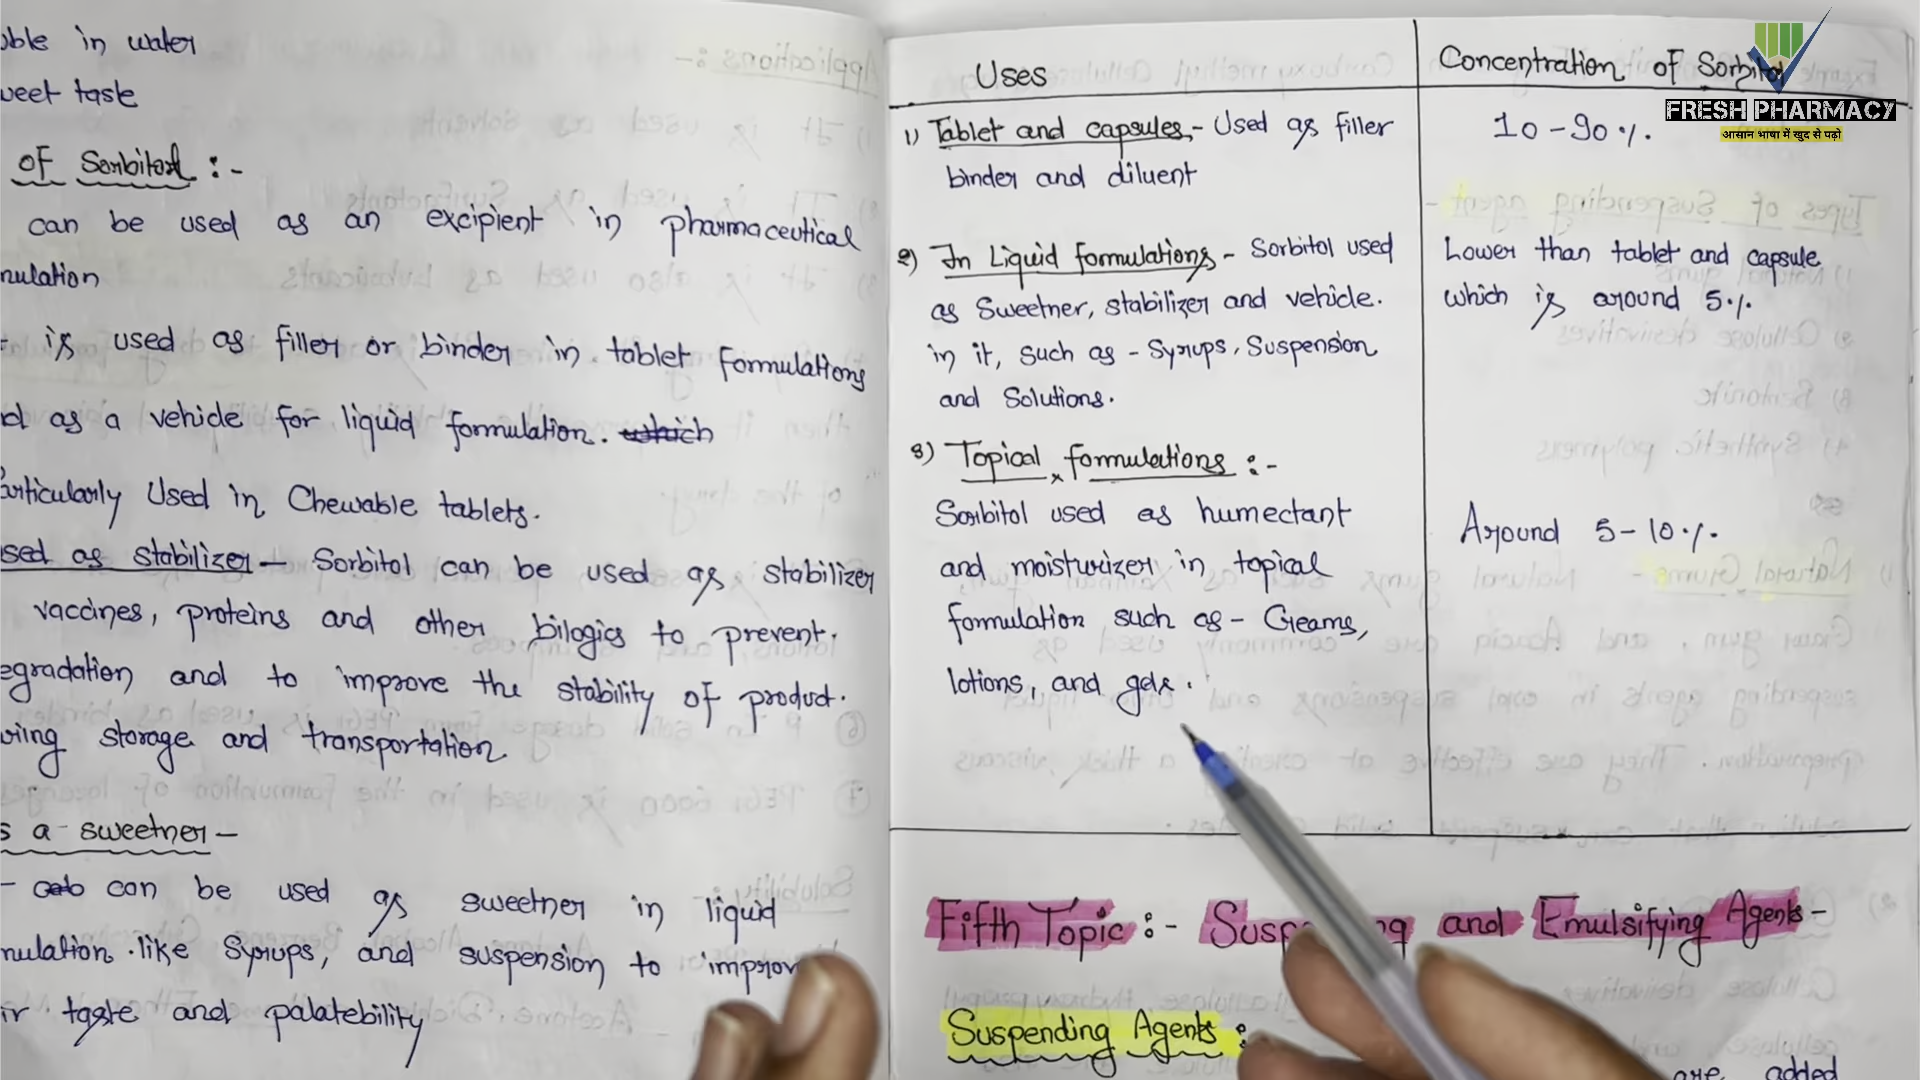 ble in water
weet taste
of Sorbitol :-
can be used as an excipient in pharmaceutical
mulation
is used as filler or binder in tablet formulations
d as a vehicle for liquid formulation. which
Particularly Used in Chewable tablets.
sed as stabilizer - Sorbitol can be used as stabilizer
vaccines, proteins and other bilogics to prevent.
egradation and to improve the stability of product.
uring storage and transportation
s a sweetner -
- can be used as sweetner in liquid
mulation. like Syrups, and suspension to improv
ir taste and palatebility
Uses
Concentration of Sorbitol
1) Tablet and capsules,- Used as filler
binder and diluent
10-90%.
2) In Liquid formulations - Sorbitol used
as Sweetner, stabilizer and vehicle.
in it, such as - Syrups, Suspension
and Solutions.
Lower than tablet and capsule
which is around 5%.
3) Topical formulations :-
Sorbitol used as humectant
and moisturizer in topical
formulation such as - Creams,
lotions, and gels.
Around 5-10%.
Fifth Topic :- and Emulsifying Agents-
Suspending Agents :
are added
FRESH PHARMACY
आसान भाषा में खुद से पढ़ो